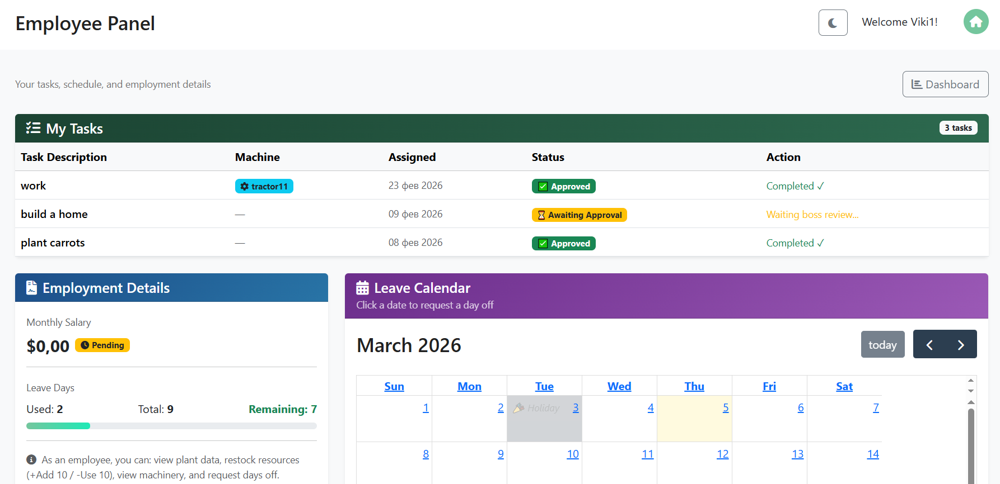 Employee Panel
Welcome Viki1!
Your tasks, schedule, and employment details
Dashboard
My Tasks
3 tasks
Task Description Machine Assigned Status Action
work tractor11 23 фев 2026 ✅ Approved Completed ✓
build a home — 09 фев 2026 ⏳ Awaiting Approval Waiting boss review...
plant carrots — 08 фев 2026 ✅ Approved Completed ✓
Employment Details
Monthly Salary
$0,00 Pending
Leave Days
Used: 2 Total: 9 Remaining: 7
As an employee, you can: view plant data, restock resources
(+Add 10 / -Use 10), view machinery, and request days off.
Leave Calendar
Click a date to request a day off
March 2026
today
Sun Mon Tue Wed Thu Fri Sat
1 2 🎉 Holiday 3 4 5 6 7
8 9 10 11 12 13 14